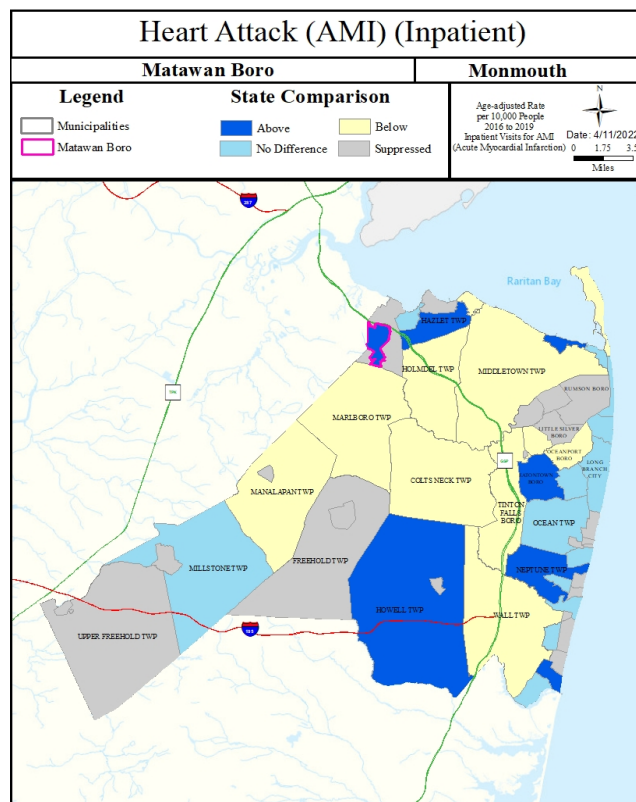 Heart Attack (AMI) (Inpatient)
Matawan Boro
Monmouth
Legend
State Comparison
Municipalities
Matawan Boro
Above
Below
No Difference
Suppressed
Age-adjusted Rate
per 10,000 People
2016 to 2019
Inpatient Visits for AMI
(Acute Myocardial Infarction)
N
Date: 4/11/2022
0 1.75 3.5
Miles
287
Raritan Bay
HAZLET TWP
HOLMDEL TWP
MIDDLETOWN TWP
RUMSON BORO
MARLBORO TWP
LITTLE SILVER
BORO
OCEANPORT
BORO
LONG
BRANCH
CITY
GSP
COLTS NECK TWP
MANALAPAN TWP
TINTON
FALLS
BORO
OCEAN TWP
FREEHOLD TWP
MILLSTONE TWP
NEPTUNE TWP
HOWELL TWP
WALL TWP
195
UPPER FREEHOLD TWP